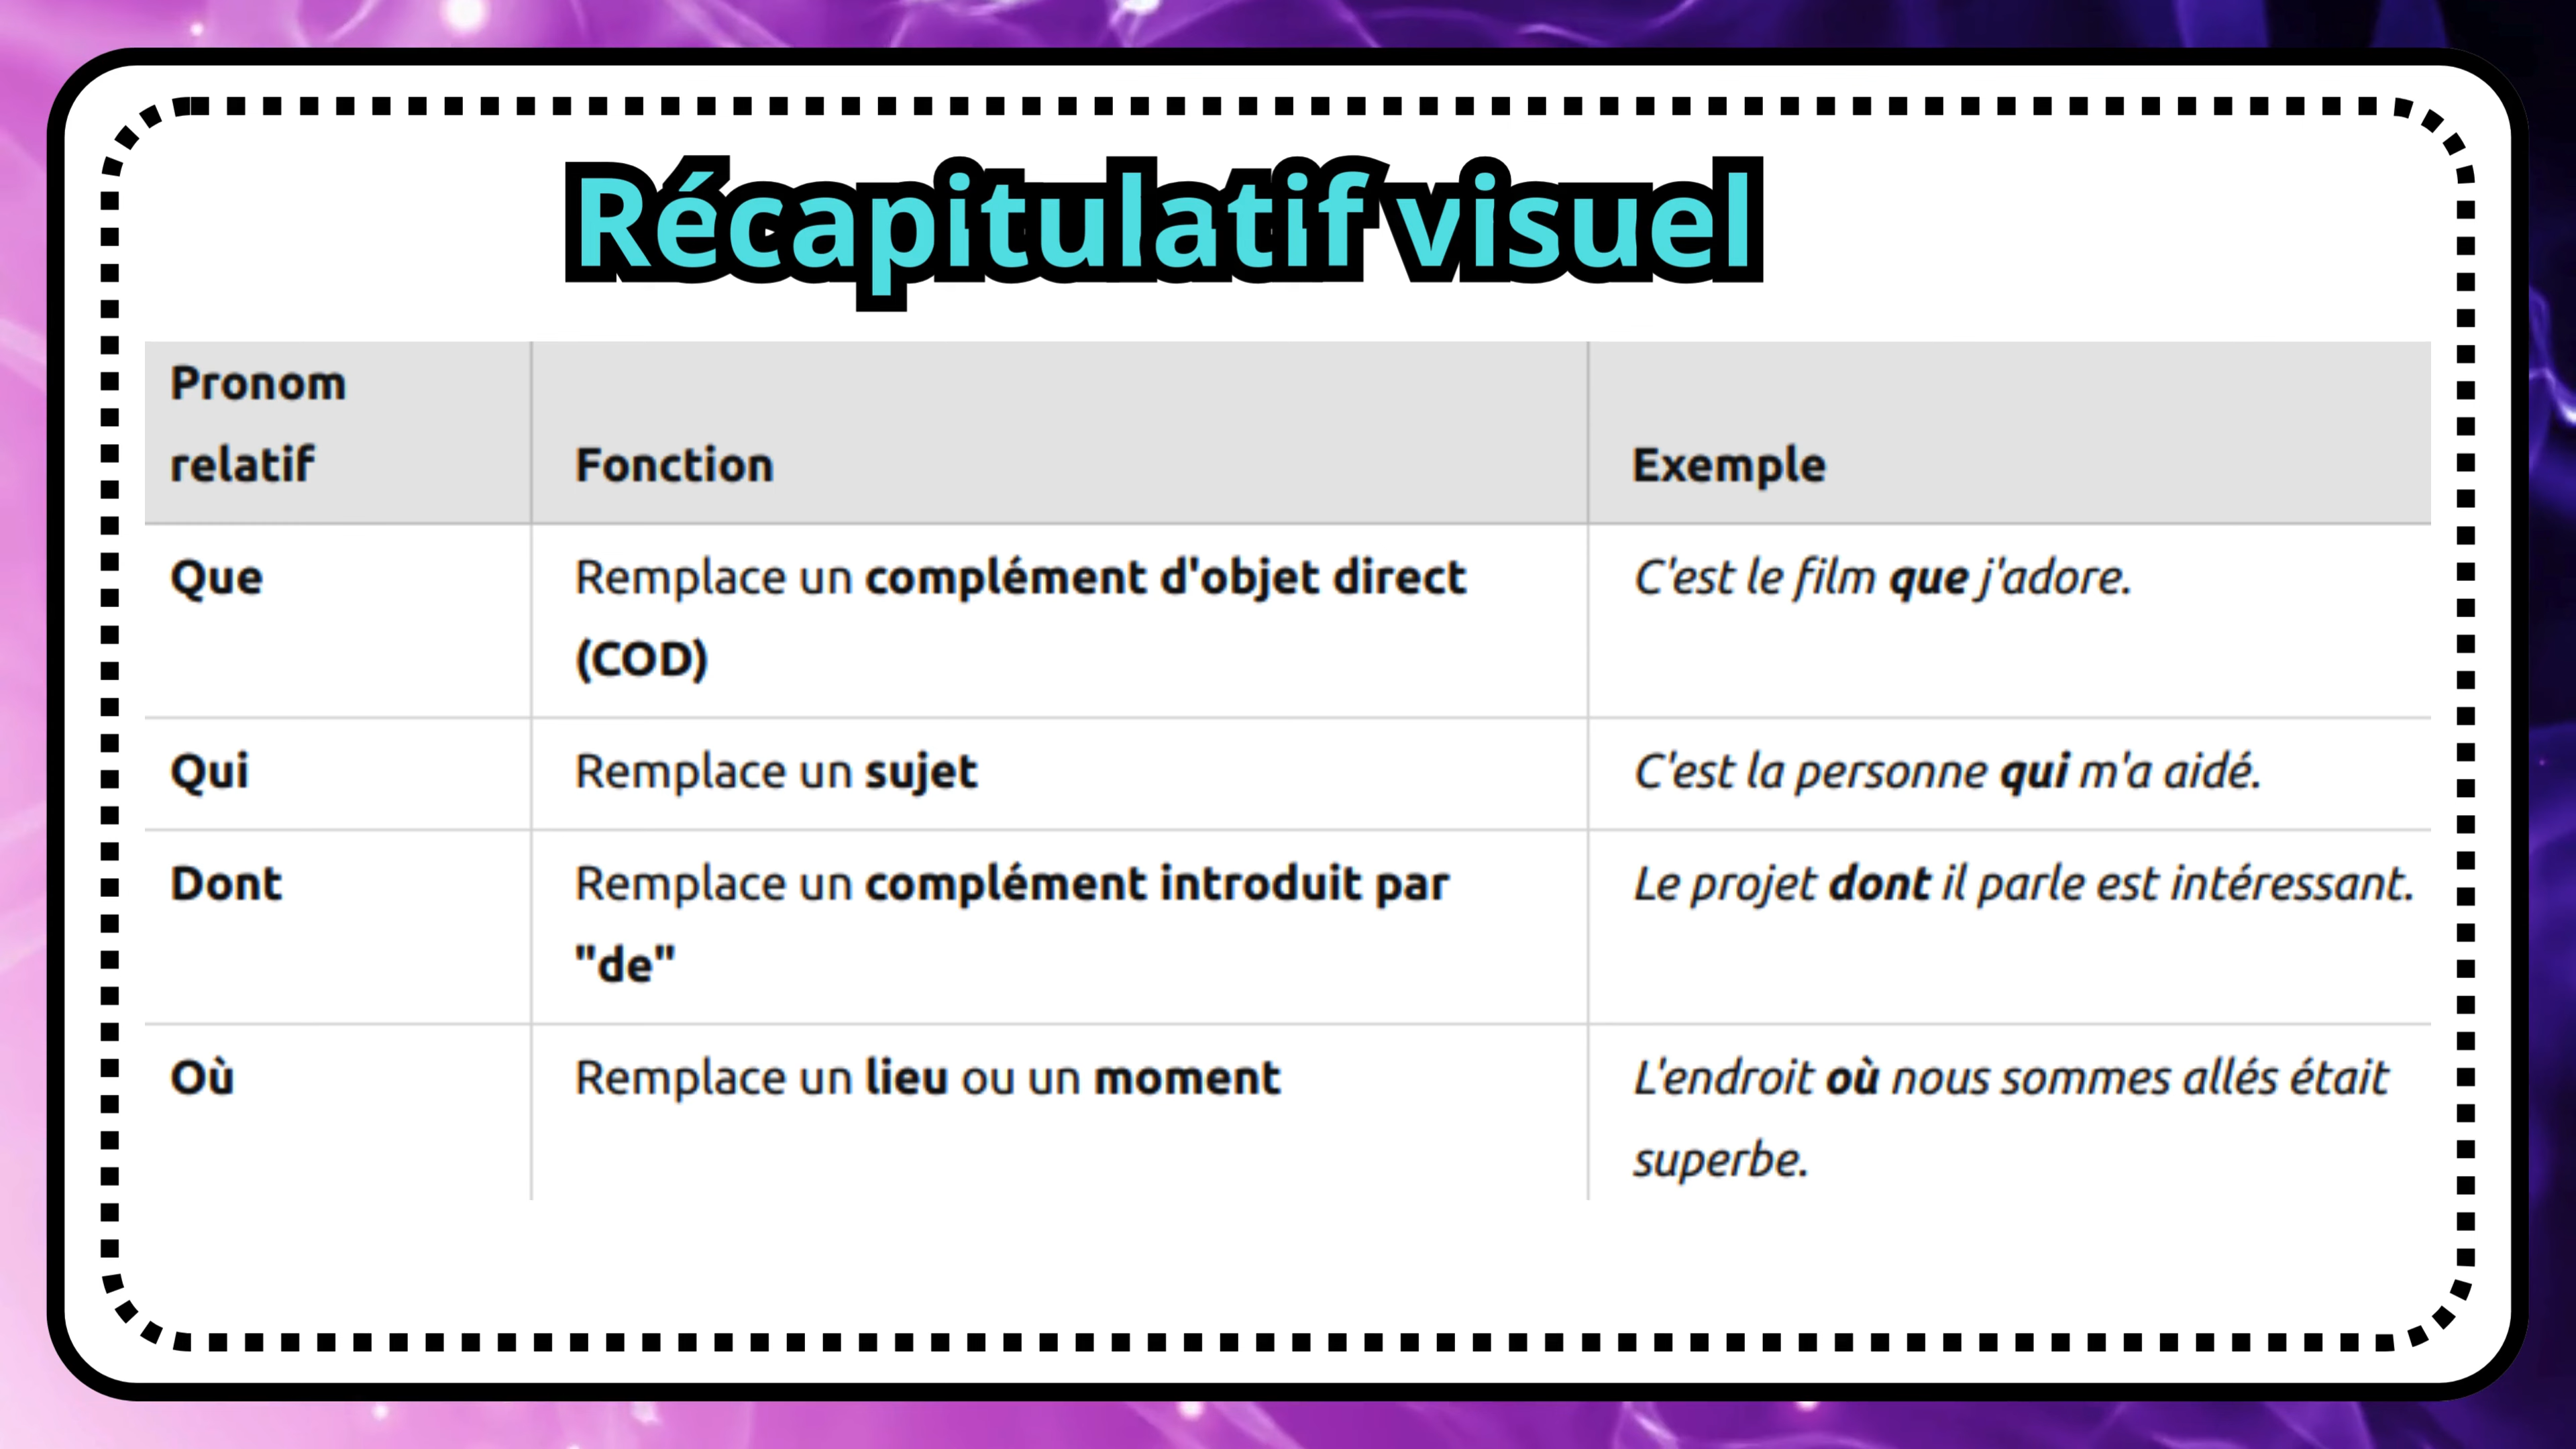 Récapitulatif visuel
Pronom
relatif
Fonction
Exemple
Que
Remplace un complément d'objet direct
(COD)
C'est le film que j'adore.
Qui
Remplace un sujet
C'est la personne qui m'a aidé.
Dont
Remplace un complément introduit par
"de"
Le projet dont il parle est intéressant.
Où
Remplace un lieu ou un moment
L'endroit où nous sommes allés était
superbe.